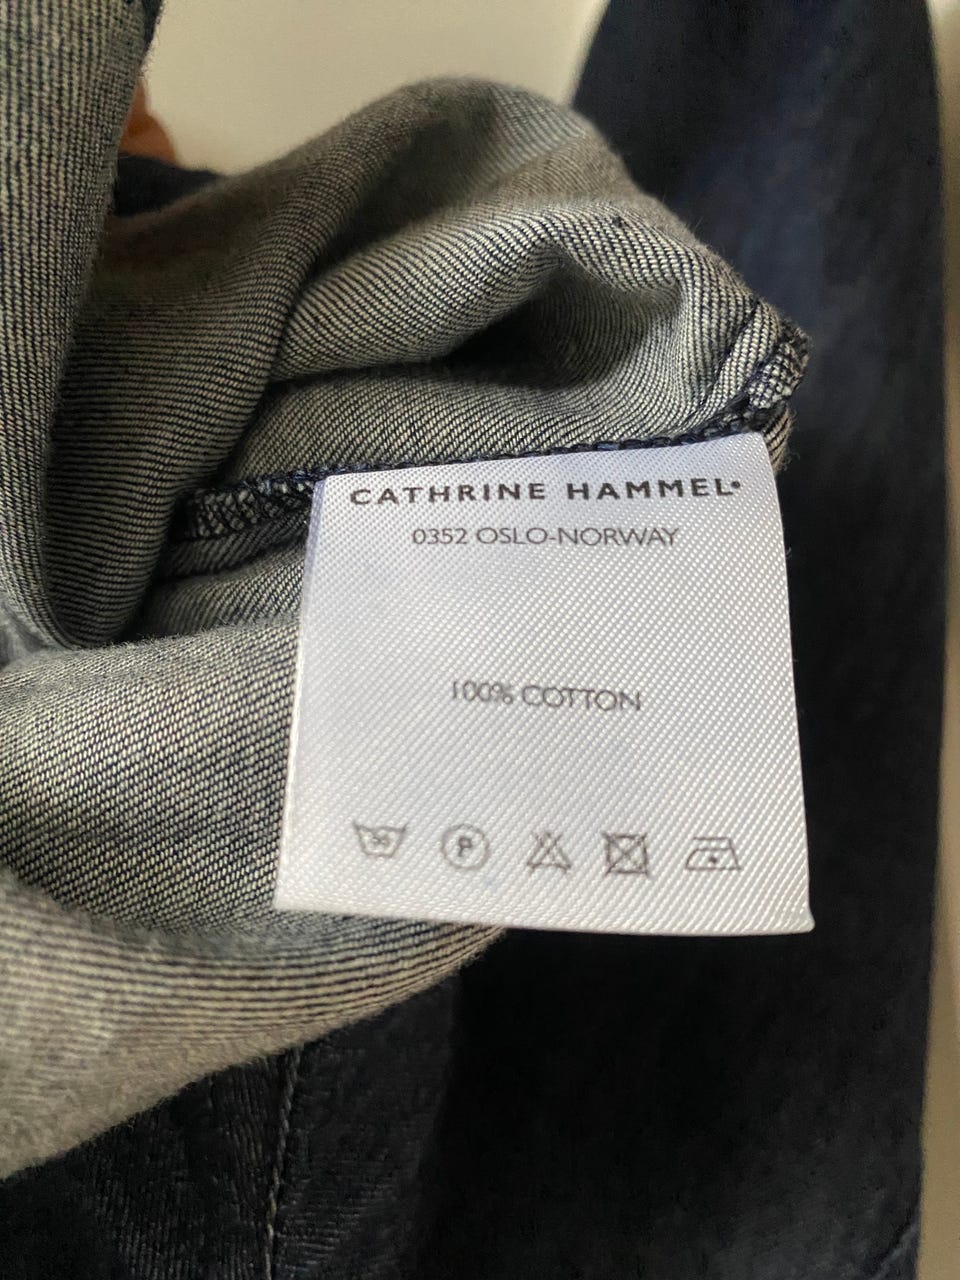 CATHRINE HAMMEL
0352 OSLO-NORWAY
100% COTTON
P